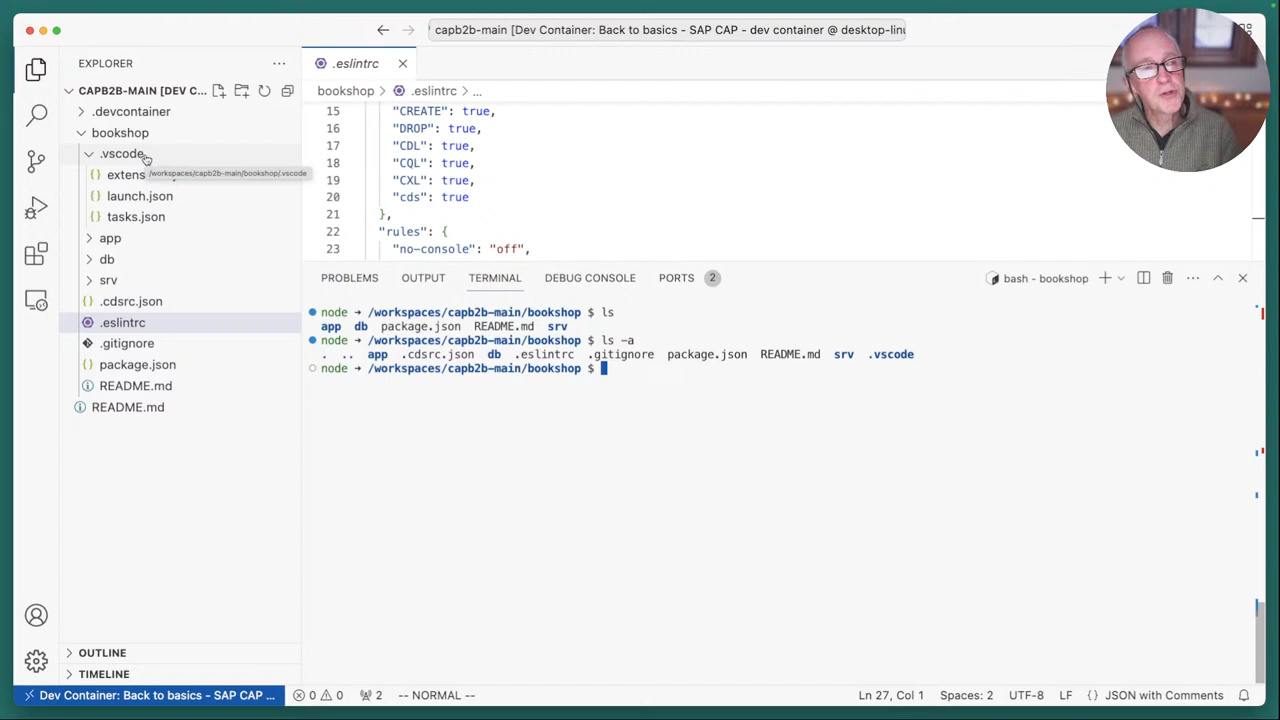 capb2b-main [Dev Container: Back to basics - SAP CAP - dev container @ desktop-linu
EXPLORER
CAPB2B-MAIN [DEV C...
.devcontainer
bookshop
.vscode
/workspaces/capb2b-main/bookshop/.vscode
extens
launch.json
tasks.json
app
db
srv
.cdsrc.json
.eslintrc
.gitignore
package.json
README.md
README.md
OUTLINE
TIMELINE
.eslintrc
bookshop > .eslintrc > ...
15 "CREATE": true,
16 "DROP": true,
17 "CDL": true,
18 "CQL": true,
19 "CXL": true,
20 "cds": true
21 },
22 "rules": {
23 "no-console": "off",
PROBLEMS OUTPUT TERMINAL DEBUG CONSOLE PORTS 2 bash - bookshop
node → /workspaces/capb2b-main/bookshop $ ls
app db package.json README.md srv
node → /workspaces/capb2b-main/bookshop $ ls -a
. .. app .cdsrc.json db .eslintrc .gitignore package.json README.md srv .vscode
node → /workspaces/capb2b-main/bookshop $
Dev Container: Back to basics - SAP CAP ... 0 0 2 -- NORMAL -- Ln 27, Col 1 Spaces: 2 UTF-8 LF {} JSON with Comments